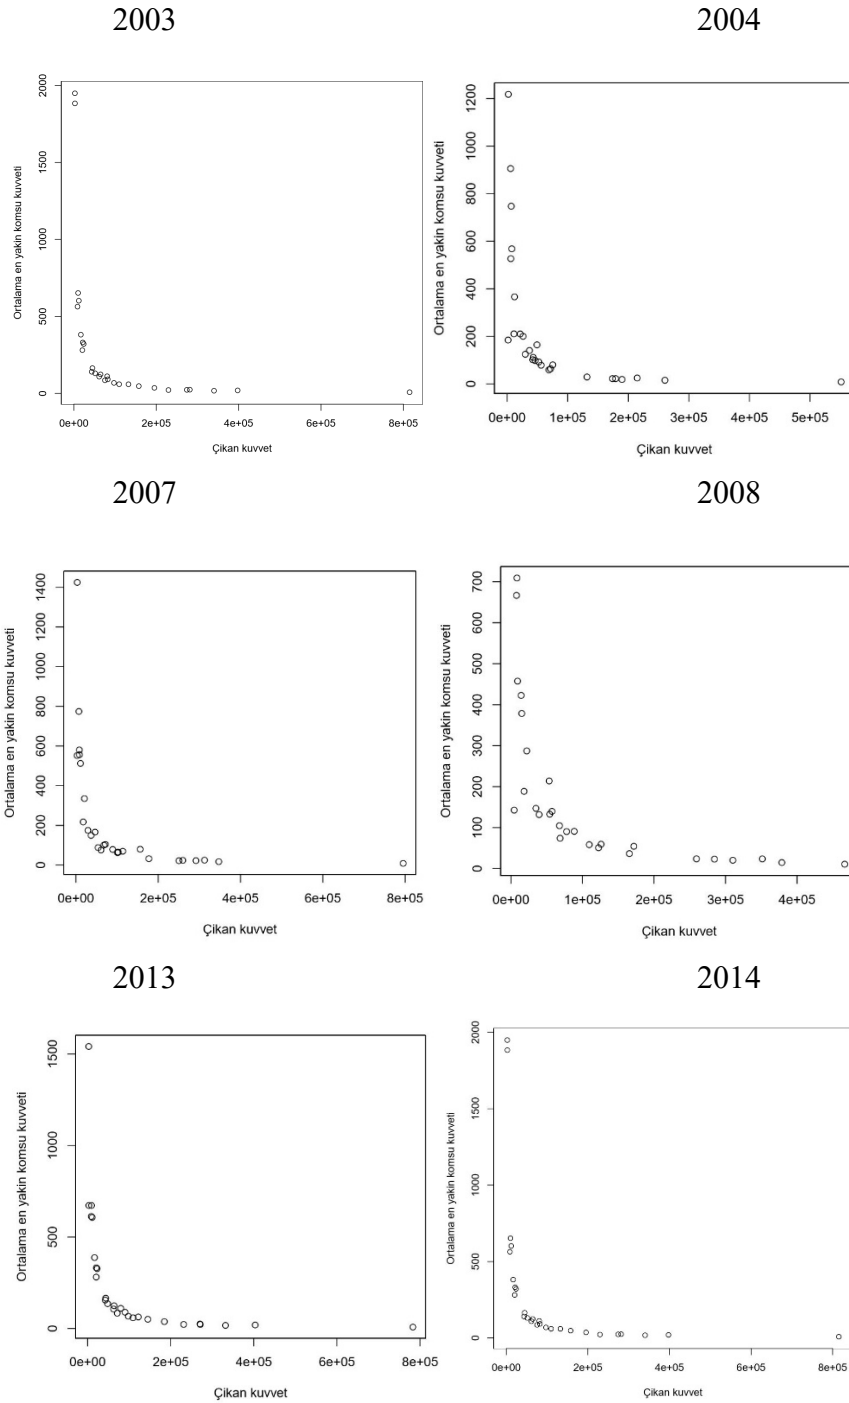 2003
2004
Ortalama en yakin komsu kuvveti
0 500 1000 1500 2000
0e+00 2e+05 4e+05 6e+05 8e+05
Çikan kuvvet
Ortalama en yakin komsu kuvveti
0 200 400 600 800 1000 1200
0e+00 1e+05 2e+05 3e+05 4e+05 5e+05
Çikan kuvvet
2007
2008
Ortalama en yakin komsu kuvveti
0 200 400 600 800 1000 1200 1400
0e+00 2e+05 4e+05 6e+05 8e+05
Çikan kuvvet
Ortalama en yakin komsu kuvveti
0 100 200 300 400 500 600 700
0e+00 1e+05 2e+05 3e+05 4e+05
Çikan kuvvet
2013
2014
Ortalama en yakin komsu kuvveti
0 500 1000 1500
0e+00 2e+05 4e+05 6e+05 8e+05
Çikan kuvvet
Ortalama en yakin komsu kuvveti
0 500 1000 1500 2000
0e+00 2e+05 4e+05 6e+05 8e+05
Çikan kuvvet